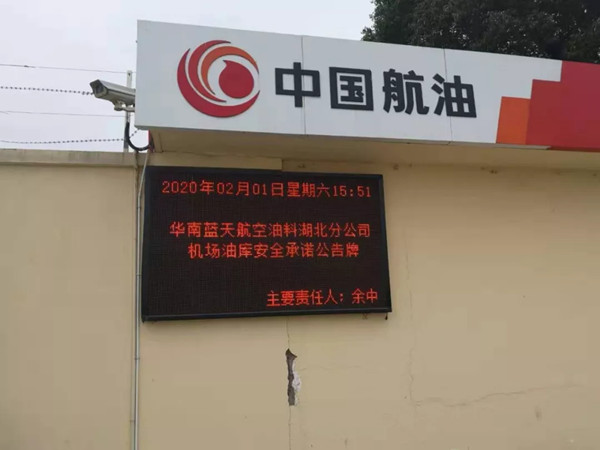 中国航油
2020年02月01日星期六15:51
华南蓝天航空油料湖北分公司
机场油库安全承诺公告牌
主要责任人：余中